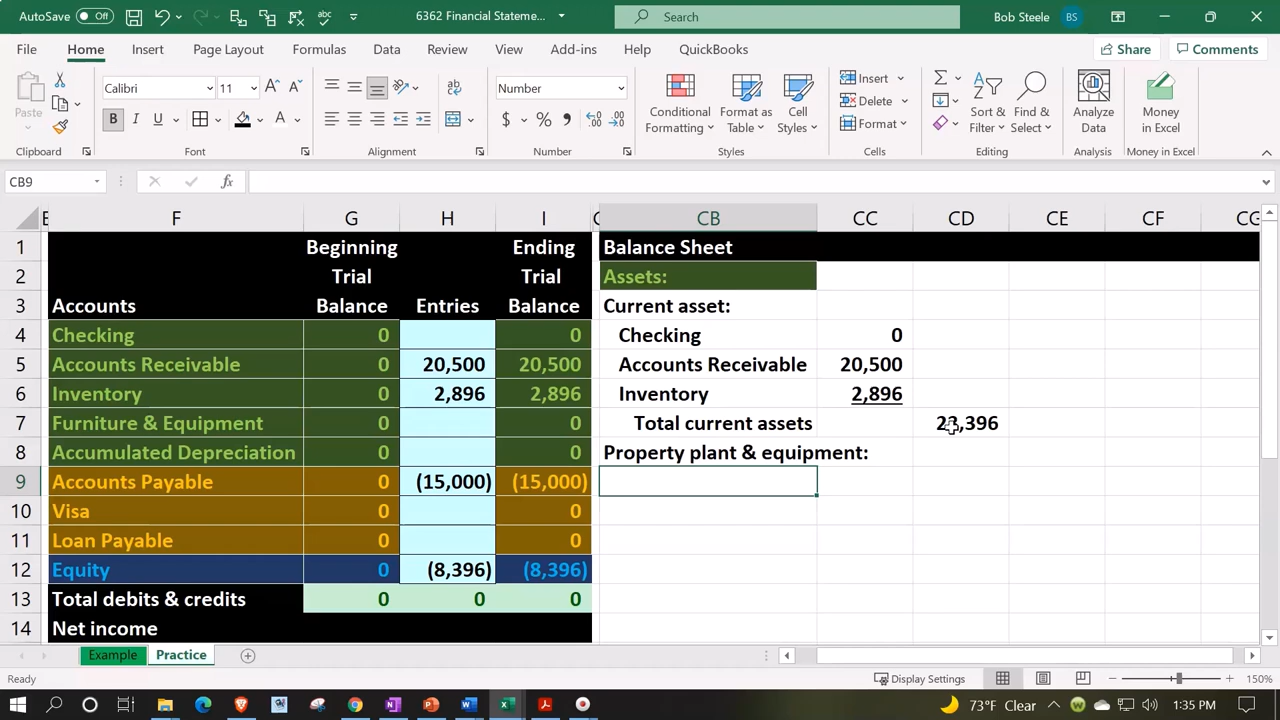 AutoSave Off 6362 Financial Stateme... Search Bob Steele BS
File Home Insert Page Layout Formulas Data Review View Add-ins Help QuickBooks Share Comments
Paste Calibri 11 Number Conditional Formatting Format as Table Cell Styles Insert Delete Format Sort & Filter Find & Select Analyze Data Money in Excel
Clipboard Font Alignment Number Styles Cells Editing Analysis Money in Excel
CB9 fx
F G H I CB CC CD CE CF CG
1 Beginning Ending Balance Sheet
2 Trial Trial Assets:
3 Accounts Balance Entries Balance Current asset:
4 Checking 0 0 Checking 0
5 Accounts Receivable 0 20,500 20,500 Accounts Receivable 20,500
6 Inventory 0 2,896 2,896 Inventory 2,896
7 Furniture & Equipment 0 0 Total current assets 23,396
8 Accumulated Depreciation 0 0 Property plant & equipment:
9 Accounts Payable 0 (15,000) (15,000)
10 Visa 0 0
11 Loan Payable 0 0
12 Equity 0 (8,396) (8,396)
13 Total debits & credits 0 0 0
14 Net income
Example Practice
Ready Display Settings 150%
73°F Clear 1:35 PM